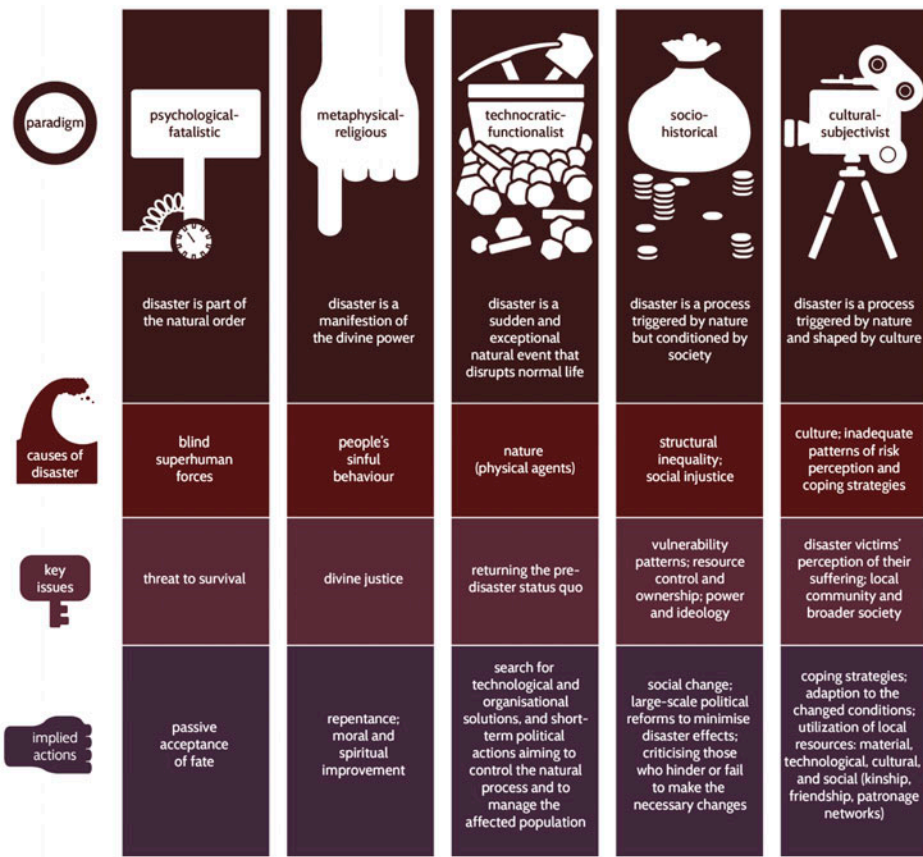 paradigm
psychological-
fatalistic
metaphysical-
religious
technocratic-
functionalist
socio-
historical
cultural-
subjectivist
disaster is part of
the natural order
disaster is a
manifestion of
the divine power
disaster is a
sudden and
exceptional
natural event that
disrupts normal life
disaster is a process
triggered by nature
but conditioned by
society
disaster is a process
triggered by nature
and shaped by culture
causes of
disaster
blind
superhuman
forces
people's
sinful
behaviour
nature
(physical agents)
structural
inequality;
social injustice
culture; inadequate
patterns of risk
perception and
coping strategies
key
issues
threat to survival
divine justice
returning the pre-
disaster status quo
vulnerability
patterns; resource
control and
ownership; power
and ideology
disaster victims'
perception of their
suffering; local
community and
broader society
implied
actions
passive
acceptance
of fate
repentance;
moral and
spiritual
improvement
search for
technological and
organisational
solutions, and short-
term political
actions aiming to
control the natural
process and to
manage the
affected population
social change;
large-scale political
reforms to minimise
disaster effects;
criticising those
who hinder or fail
to make the
necessary changes
coping strategies;
adaption to the
changed conditions;
utilization of local
resources: material,
technological, cultural,
and social (kinship,
friendship, patronage
networks)